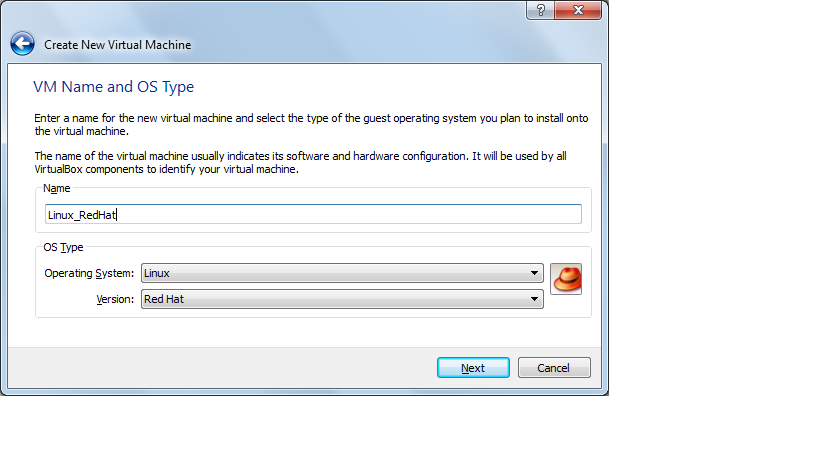 ?
Create New Virtual Machine
VM Name and OS Type
Enter a name for the new virtual machine and select the type of the guest operating system you plan to install onto
the virtual machine.
The name of the virtual machine usually indicates its software and hardware configuration. It will be used by all
VirtualBox components to identify your virtual machine.
Name
Linux_RedHat
OS Type
Operating System: Linux
Version: Red Hat
Next Cancel